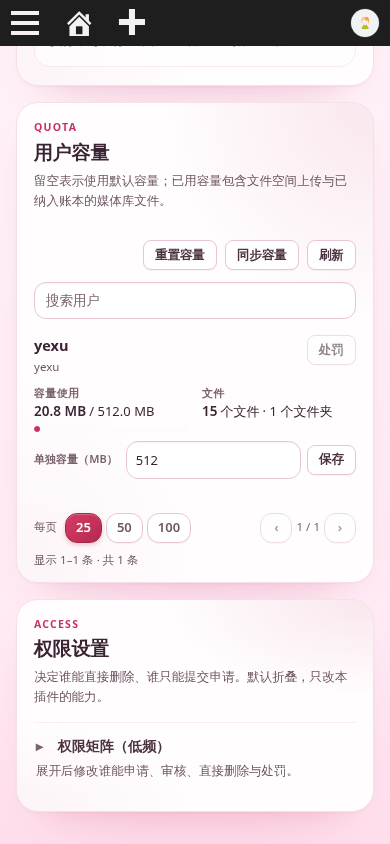 QUOTA
用户容量
留空表示使用默认容量；已用容量包含文件空间上传与已
纳入账本的媒体库文件。
重置容量 同步容量 刷新
搜索用户
yexu 处罚
yexu
容量使用 文件
20.8 MB / 512.0 MB 15 个文件 · 1 个文件夹
单独容量（MB） 512 保存
每页 25 50 100 ‹ 1 / 1 ›
显示 1–1 条 · 共 1 条
ACCESS
权限设置
决定谁能直接删除、谁只能提交申请。默认折叠，只改本
插件的能力。
▸ 权限矩阵（低频）
展开后修改谁能申请、审核、直接删除与处罚。